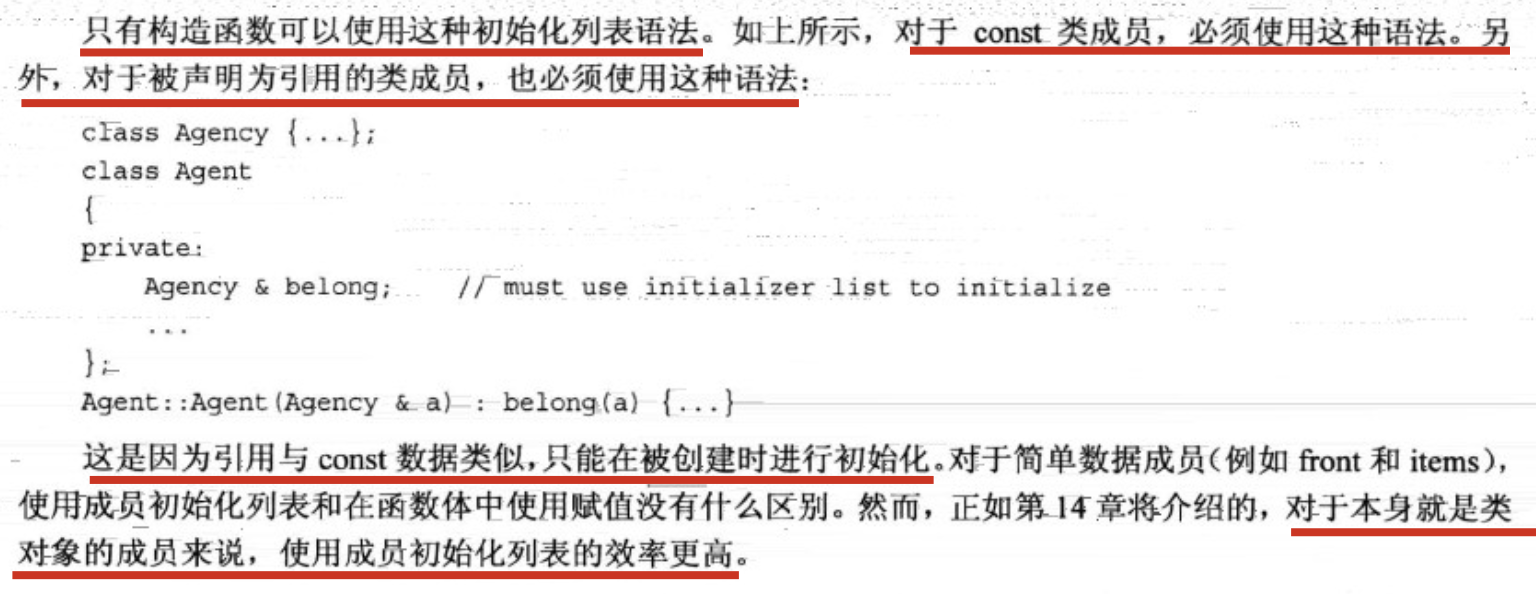 只有构造函数可以使用这种初始化列表语法。如上所示，对于 const 类成员，必须使用这种语法。另
外，对于被声明为引用的类成员，也必须使用这种语法：
class Agency {...};
class Agent
{
private:
    Agency & belong;    // must use initializer list to initialize
    ...
};
Agent::Agent(Agency & a) : belong(a) {...}
这是因为引用与 const 数据类似，只能在被创建时进行初始化。对于简单数据成员（例如 front 和 items），
使用成员初始化列表和在函数体中使用赋值没有什么区别。然而，正如第 14 章将介绍的，对于本身就是类
对象的成员来说，使用成员初始化列表的效率更高。